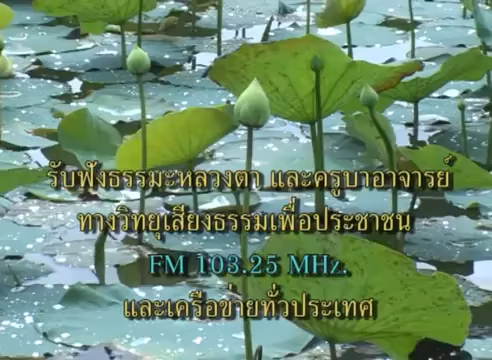 รับฟังธรรมะหลวงตา และครูบาอาจารย์
ทางวิทยุเสียงธรรมเพื่อประชาชน
FM 103.25 MHz.
และเครือข่ายทั่วประเทศ